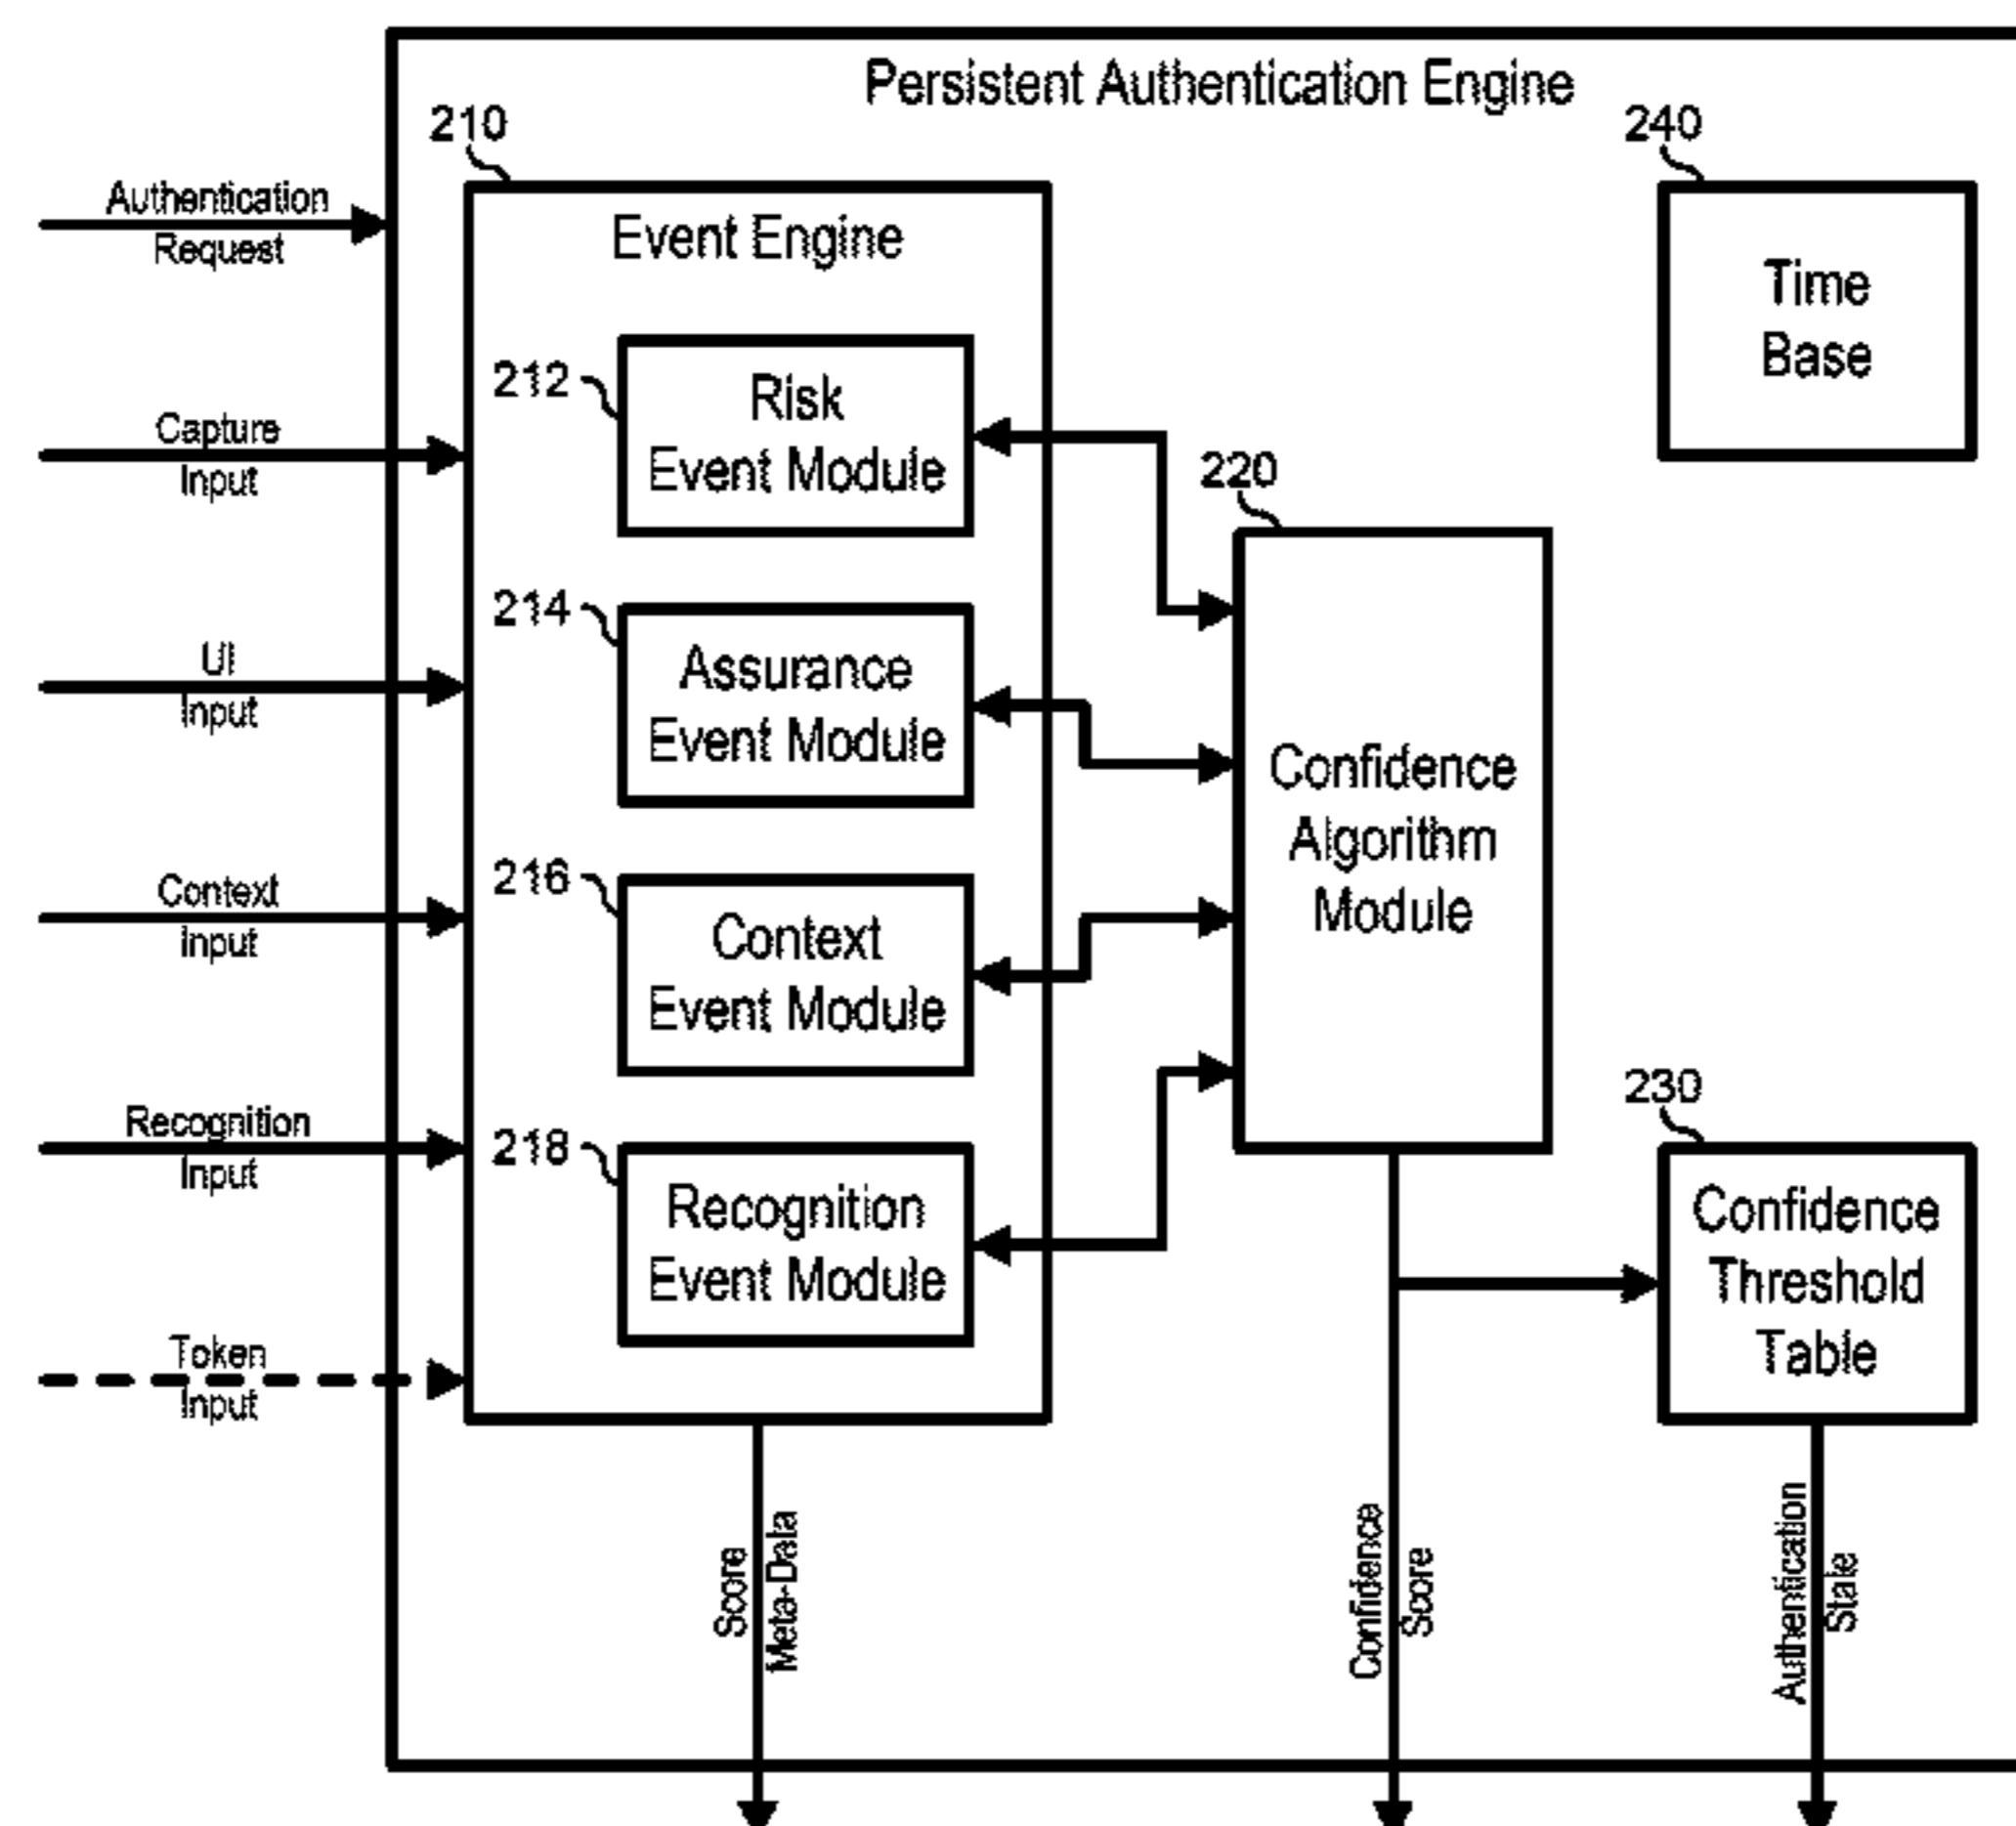 Persistent Authentication Engine
210
240
Authentication
Request
Event Engine
Time
Base
212
Risk
Event Module
Capture
Input
220
214
Assurance
Event Module
UI
Input
Confidence
Algorithm
Module
216
Context
Event Module
Context
Input
230
Recognition
Input
218
Recognition
Event Module
Confidence
Threshold
Table
Token
Input
Score
Meta-Data
Confidence
Score
Authentication
State